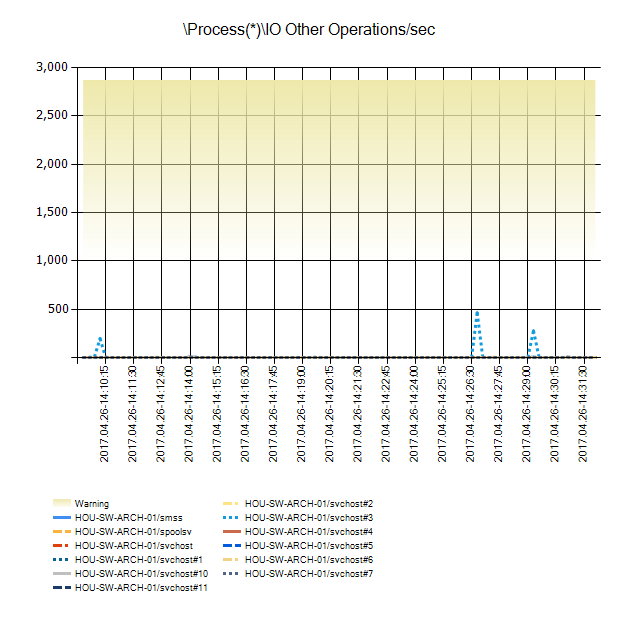 \Process(*)\IO Other Operations/sec
3,000
2,500
2,000
1,500
1,000
500
2017.04.26-14:10:15
2017.04.26-14:11:30
2017.04.26-14:12:45
2017.04.26-14:14:00
2017.04.26-14:15:15
2017.04.26-14:16:30
2017.04.26-14:17:45
2017.04.26-14:19:00
2017.04.26-14:20:15
2017.04.26-14:21:30
2017.04.26-14:22:45
2017.04.26-14:24:00
2017.04.26-14:25:15
2017.04.26-14:26:30
2017.04.26-14:27:45
2017.04.26-14:29:00
2017.04.26-14:30:15
2017.04.26-14:31:30
Warning
HOU-SW-ARCH-01/smss
HOU-SW-ARCH-01/spoolsv
HOU-SW-ARCH-01/svchost
HOU-SW-ARCH-01/svchost#1
HOU-SW-ARCH-01/svchost#10
HOU-SW-ARCH-01/svchost#11
HOU-SW-ARCH-01/svchost#2
HOU-SW-ARCH-01/svchost#3
HOU-SW-ARCH-01/svchost#4
HOU-SW-ARCH-01/svchost#5
HOU-SW-ARCH-01/svchost#6
HOU-SW-ARCH-01/svchost#7